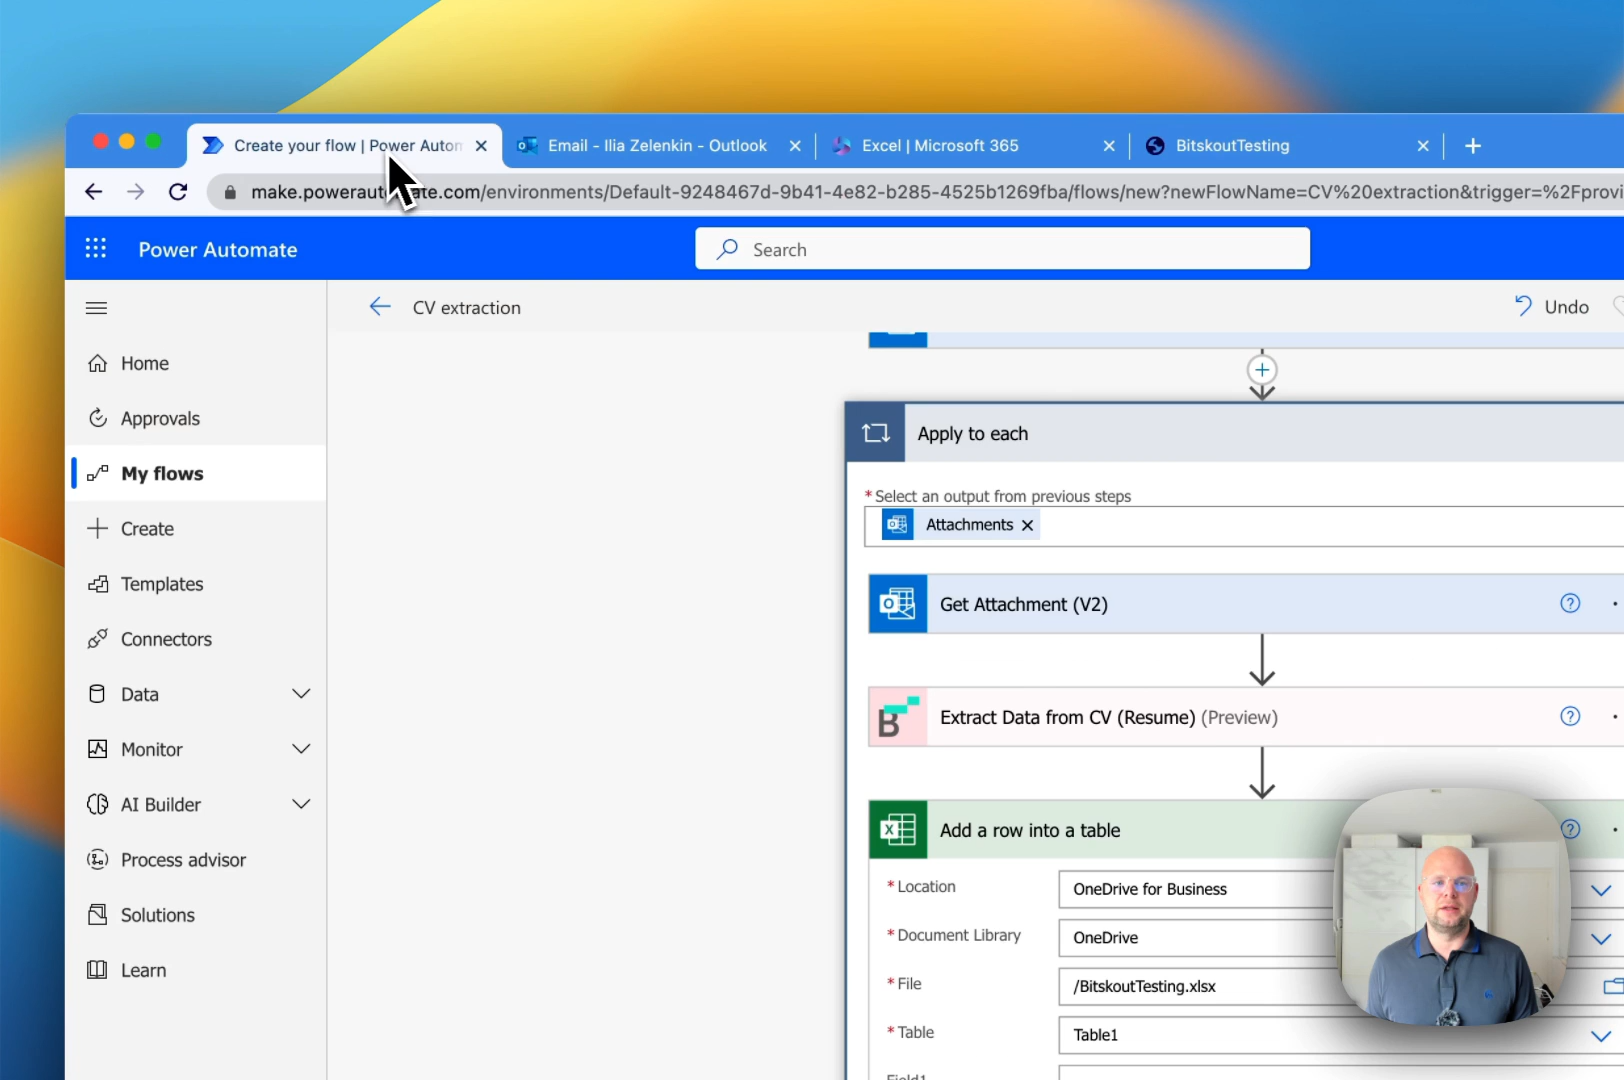 Create your flow | Power Autom
Email - Ilia Zelenkin - Outlook
Excel | Microsoft 365
BitskoutTesting
make.powerautomate.com/environments/Default-9248467d-9b41-4e82-b285-4525b1269fba/flows/new?newFlowName=CV%20extraction&trigger=%2Fprovi
Power Automate
Search
CV extraction
Undo
Home
Approvals
My flows
Create
Templates
Connectors
Data
Monitor
AI Builder
Process advisor
Solutions
Learn
Apply to each
* Select an output from previous steps
Attachments
Get Attachment (V2)
Extract Data from CV (Resume) (Preview)
Add a row into a table
* Location
OneDrive for Business
* Document Library
OneDrive
* File
/BitskoutTesting.xlsx
* Table
Table1
Field1